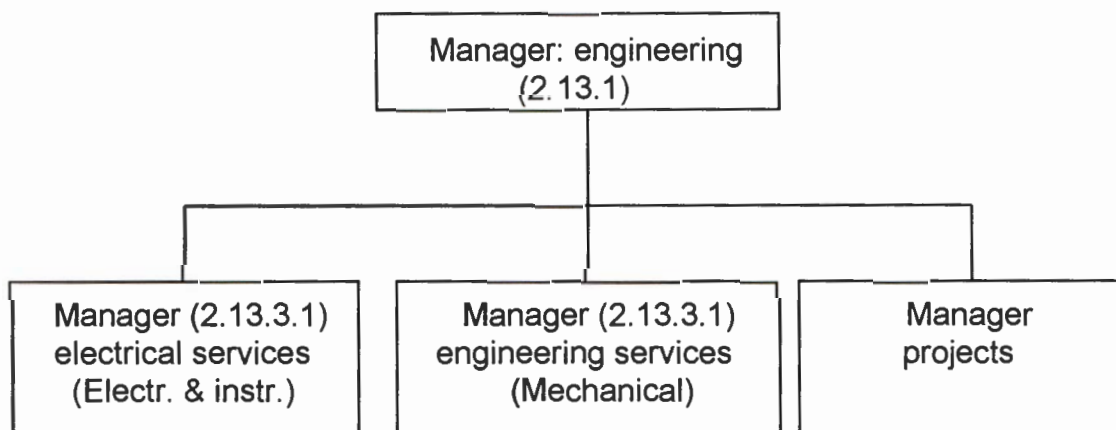 Manager: engineering
(2.13.1)
Manager (2.13.3.1)
electrical services
(Electr. & instr.)
Manager (2.13.3.1)
engineering services
(Mechanical)
Manager
projects